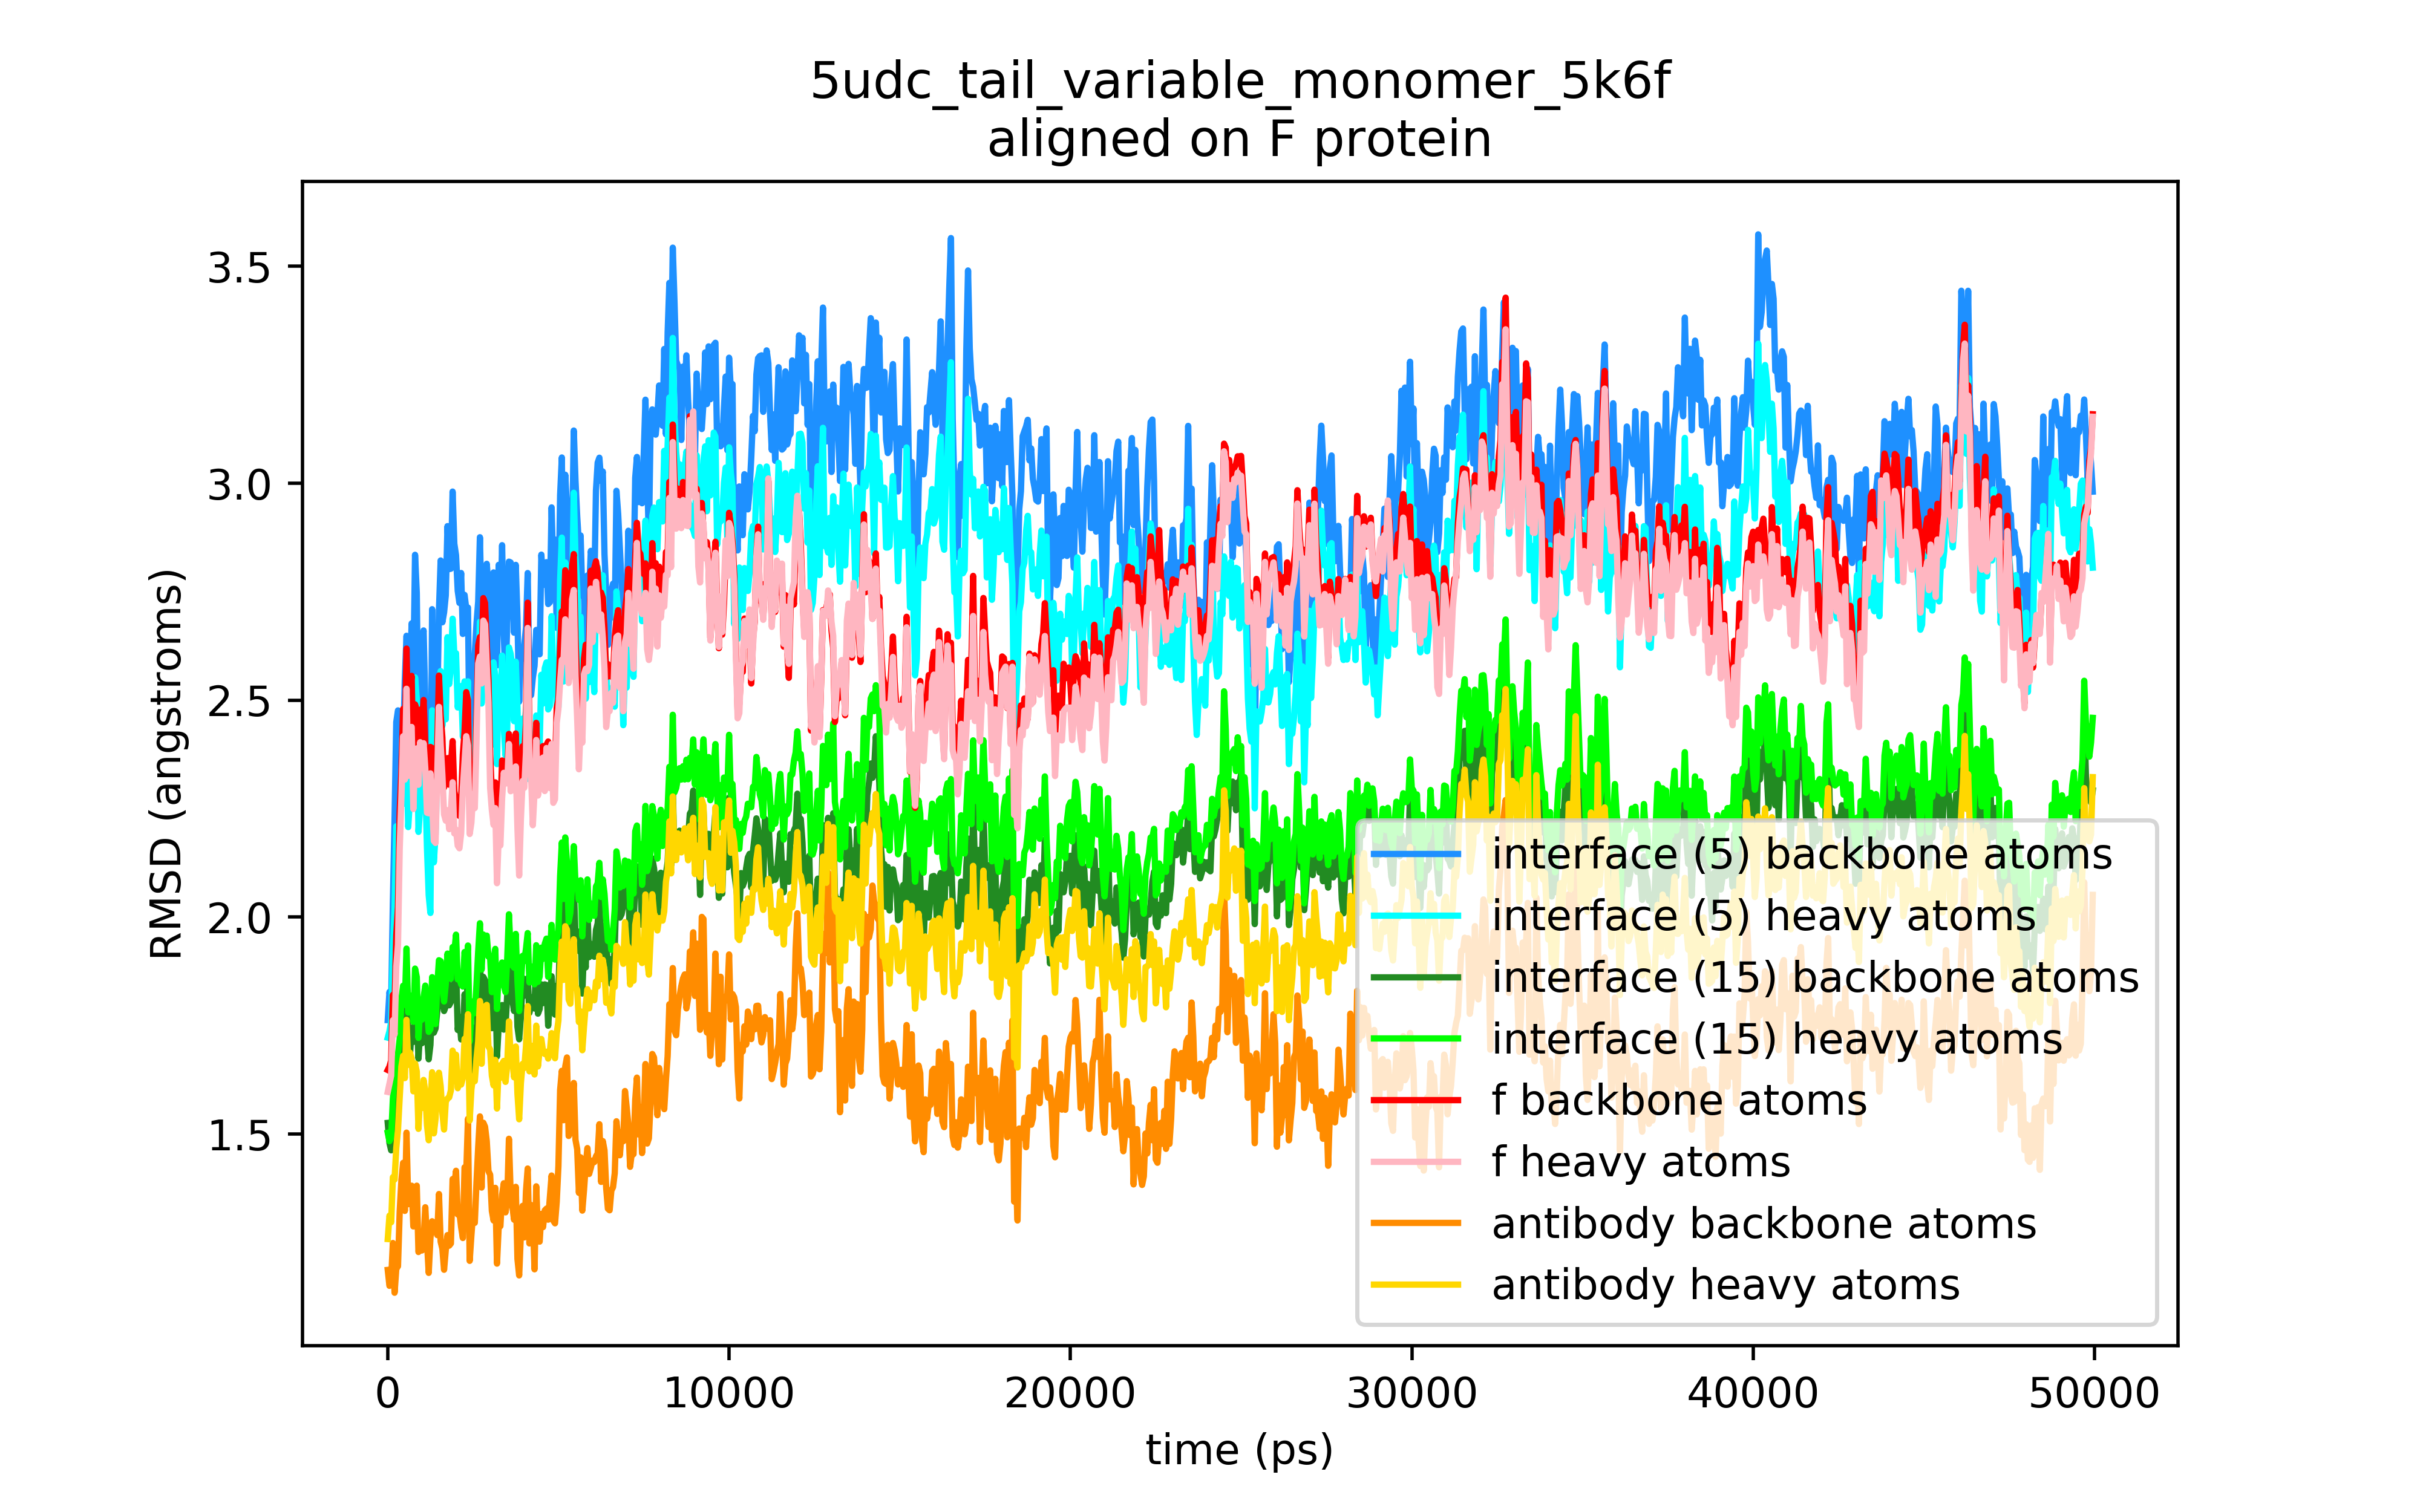 5udc_tail_variable_monomer_5k6f
aligned on F protein
RMSD (angstroms)
3.5
3.0
2.5
2.0
1.5
interface (5) backbone atoms
interface (5) heavy atoms
interface (15) backbone atoms
interface (15) heavy atoms
f backbone atoms
f heavy atoms
antibody backbone atoms
antibody heavy atoms
0 10000 20000 30000 40000 50000
time (ps)